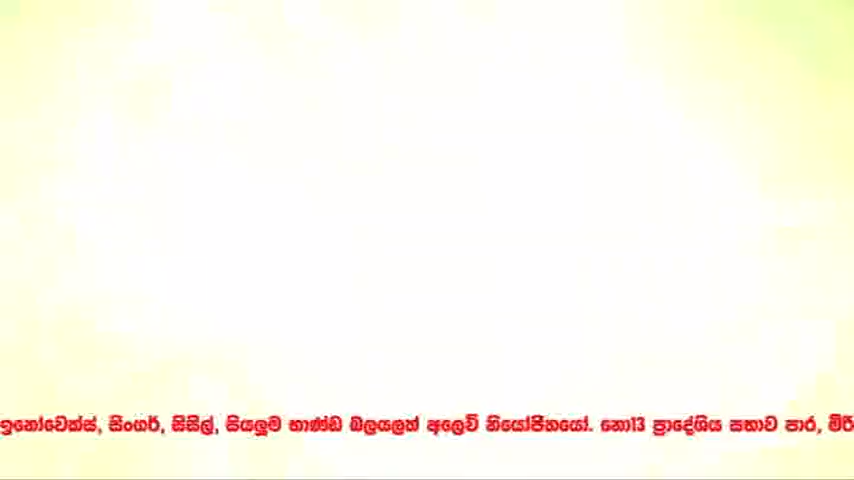 ඉනෝවෙක්ස්, සිංගර්, සිසිල්, සියලූම භාණ්ඩ බලයලත් අලෙවි නියෝජිතයෝ. නො13 ප්‍රාදේශිය සභාව පාර, මීරි